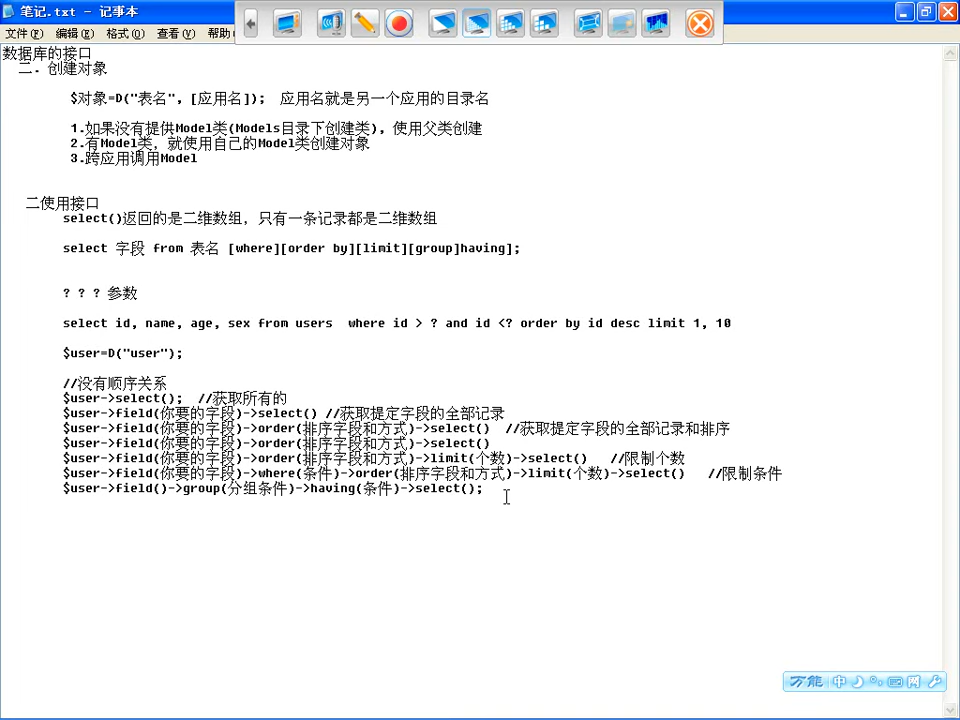 笔记.txt - 记事本
文件(F) 编辑(E) 格式(O) 查看(V) 帮助
数据库的接口
二. 创建对象
$对象=D("表名", [应用名]); 应用名就是另一个应用的目录名
1.如果没有提供Model类(Models目录下创建类), 使用父类创建
2.有Model类, 就使用自己的Model类创建对象
3.跨应用调用Model
二使用接口
select()返回的是二维数组, 只有一条记录都是二维数组
select 字段 from 表名 [where][order by][limit][group]having];
? ? ? 参数
select id, name, age, sex from users where id > ? and id <? order by id desc limit 1, 10
$user=D("user");
//没有顺序关系
$user->select(); //获取所有的
$user->field(你要的字段)->select() //获取提定字段的全部记录
$user->field(你要的字段)->order(排序字段和方式)->select() //获取提定字段的全部记录和排序
$user->field(你要的字段)->order(排序字段和方式)->select()
$user->field(你要的字段)->order(排序字段和方式)->limit(个数)->select() //限制个数
$user->field(你要的字段)->where(条件)->order(排序字段和方式)->limit(个数)->select() //限制条件
$user->field()->group(分组条件)->having(条件)->select();
万能 中